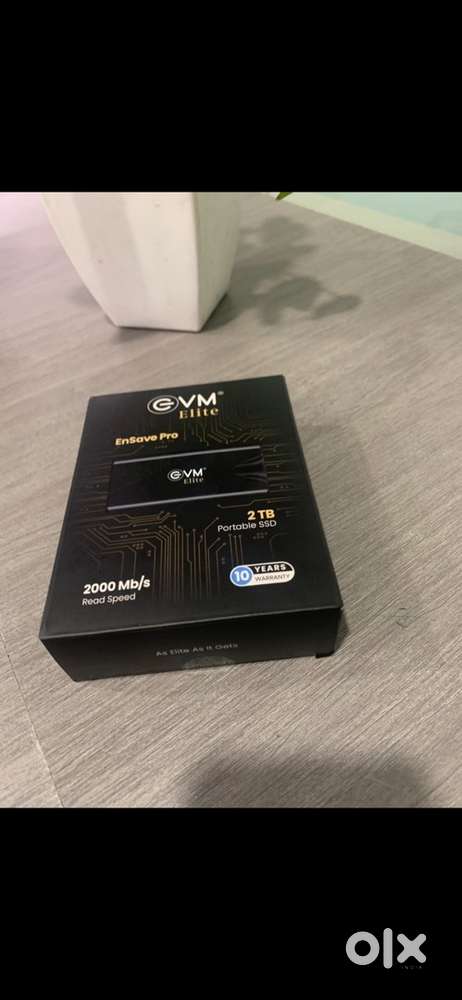 EVM®
Elite
EnSave Pro
EVM®
Elite
2 TB
Portable SSD
2000 Mb/s
Read Speed
10 YEARS
WARRANTY
As Elite As It Gets
olx
INDIA